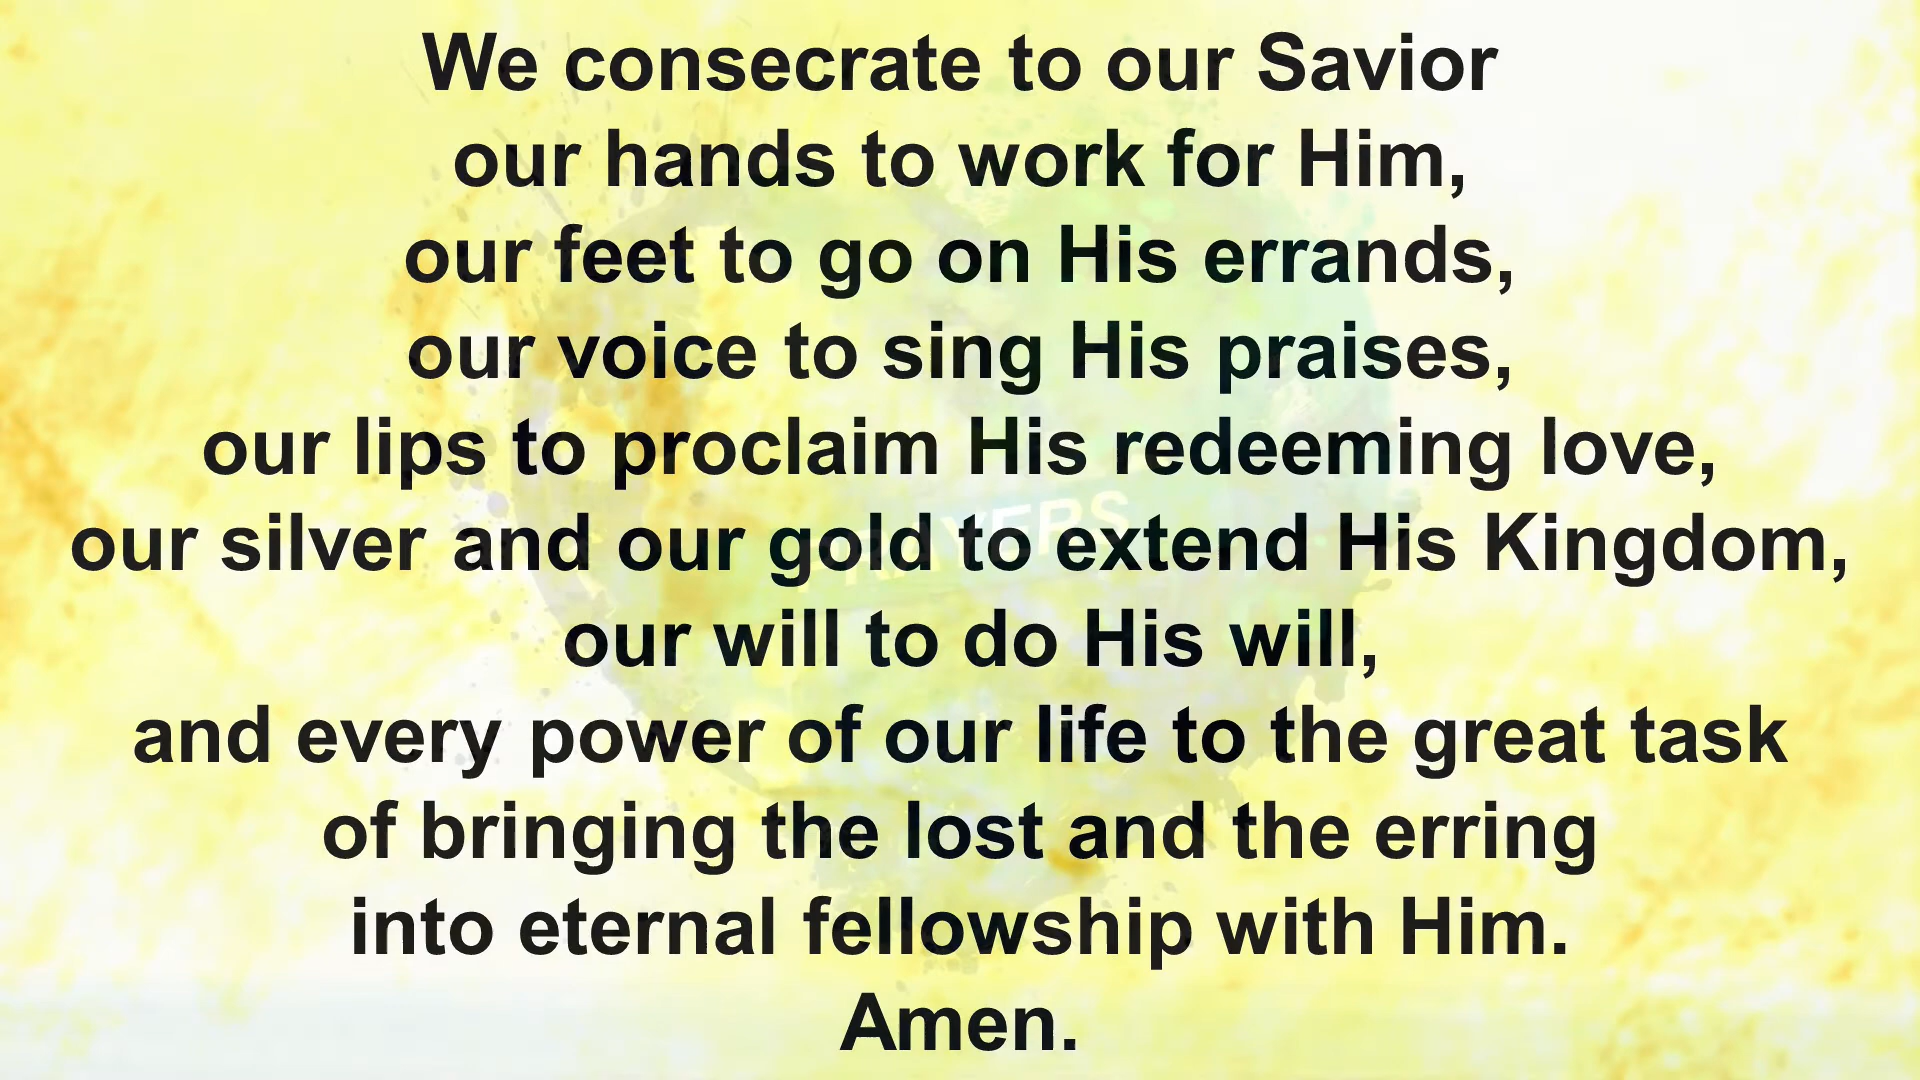 We consecrate to our Savior
our hands to work for Him,
our feet to go on His errands,
our voice to sing His praises,
our lips to proclaim His redeeming love,
our silver and our gold to extend His Kingdom,
our will to do His will,
and every power of our life to the great task
of bringing the lost and the erring
into eternal fellowship with Him.
Amen.